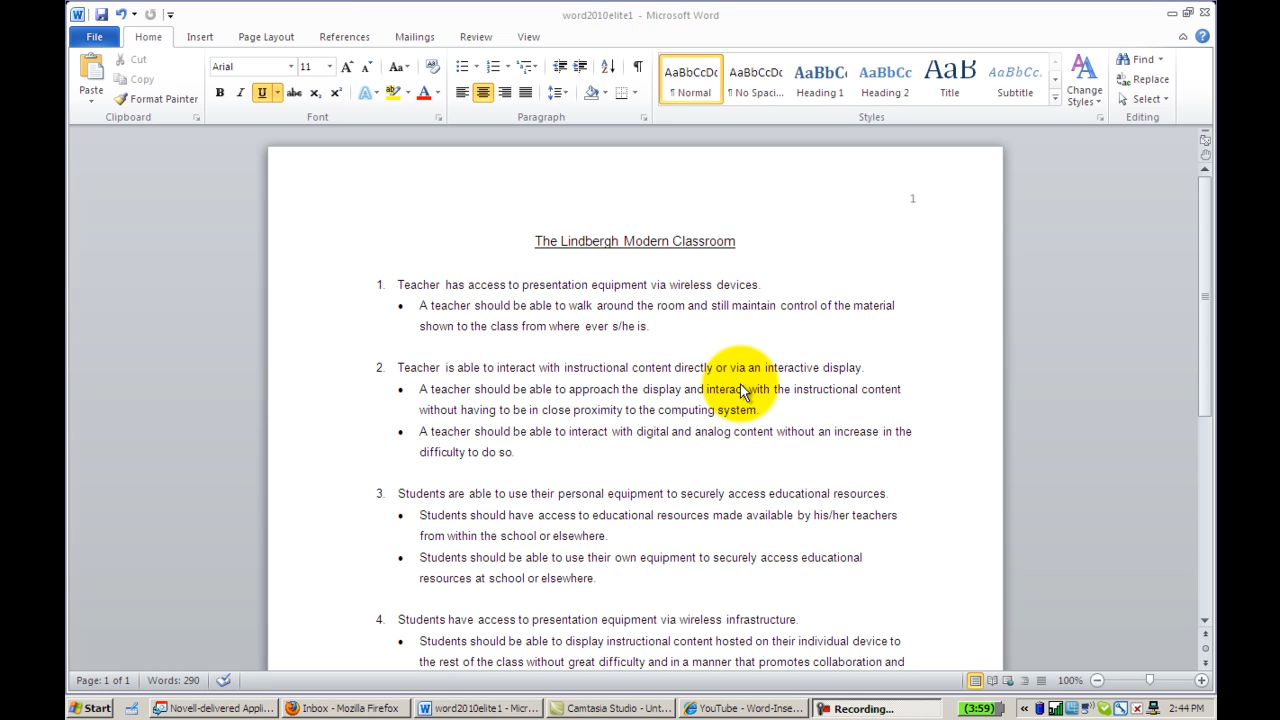 word2010elite1 - Microsoft Word
File Home Insert Page Layout References Mailings Review View
Paste
Cut
Copy
Format Painter
Clipboard
Arial 11
Font
Paragraph
AaBbCcDc AaBbCcDc AaBbC AaBbCc AaB AaBbCc.
¶ Normal ¶ No Spaci... Heading 1 Heading 2 Title Subtitle
Change Styles
Styles
Find
Replace
Select
Editing
1
The Lindbergh Modern Classroom
1. Teacher has access to presentation equipment via wireless devices.
• A teacher should be able to walk around the room and still maintain control of the material
shown to the class from where ever s/he is.
2. Teacher is able to interact with instructional content directly or via an interactive display.
• A teacher should be able to approach the display and interact with the instructional content
without having to be in close proximity to the computing system.
• A teacher should be able to interact with digital and analog content without an increase in the
difficulty to do so.
3. Students are able to use their personal equipment to securely access educational resources.
• Students should have access to educational resources made available by his/her teachers
from within the school or elsewhere.
• Students should be able to use their own equipment to securely access educational
resources at school or elsewhere.
4. Students have access to presentation equipment via wireless infrastructure.
• Students should be able to display instructional content hosted on their individual device to
the rest of the class without great difficulty and in a manner that promotes collaboration and
Page: 1 of 1 Words: 290 100%
Start Novell-delivered Appli... Inbox - Mozilla Firefox word2010elite1 - Micr... Camtasia Studio - Unt... YouTube - Word-Inse... Recording... (3:59) 2:44 PM